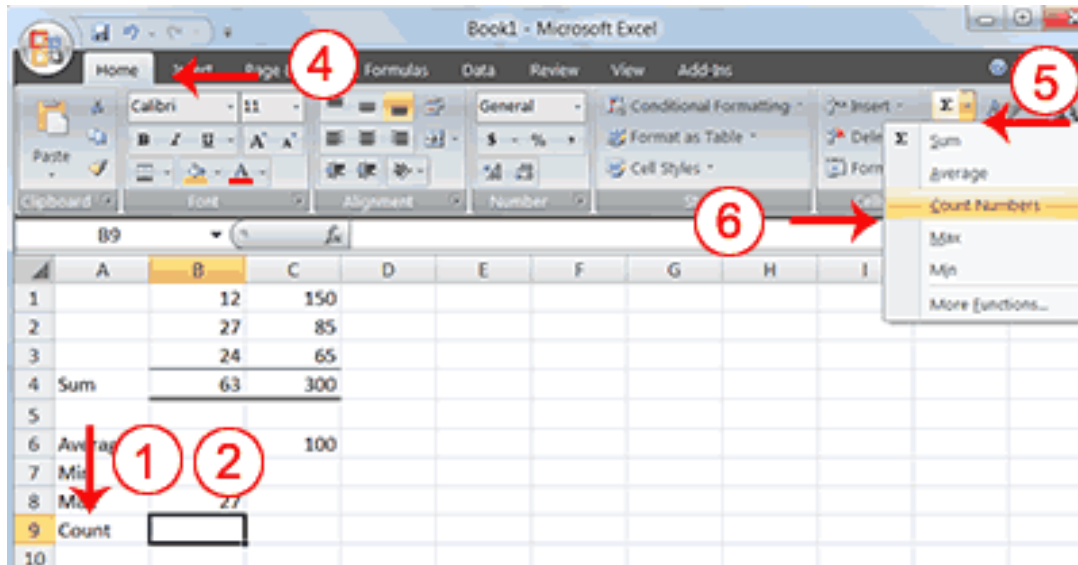 Book1 - Microsoft Excel
Home Formulas Data Review View Add-Ins
4
5
Calibri 11 General Conditional Formatting Insert Σ
B I U A A $ % , Format as Table
Paste Cell Styles
Clipboard Font Alignment Number
Σ Sum
Average
Count Numbers
Max
Min
More Functions...
6
B9 fx
A B C D E F G H I
1 12 150
2 27 85
3 24 65
4 Sum 63 300
5
6 100
7
8 27
9 Count
10
1 2